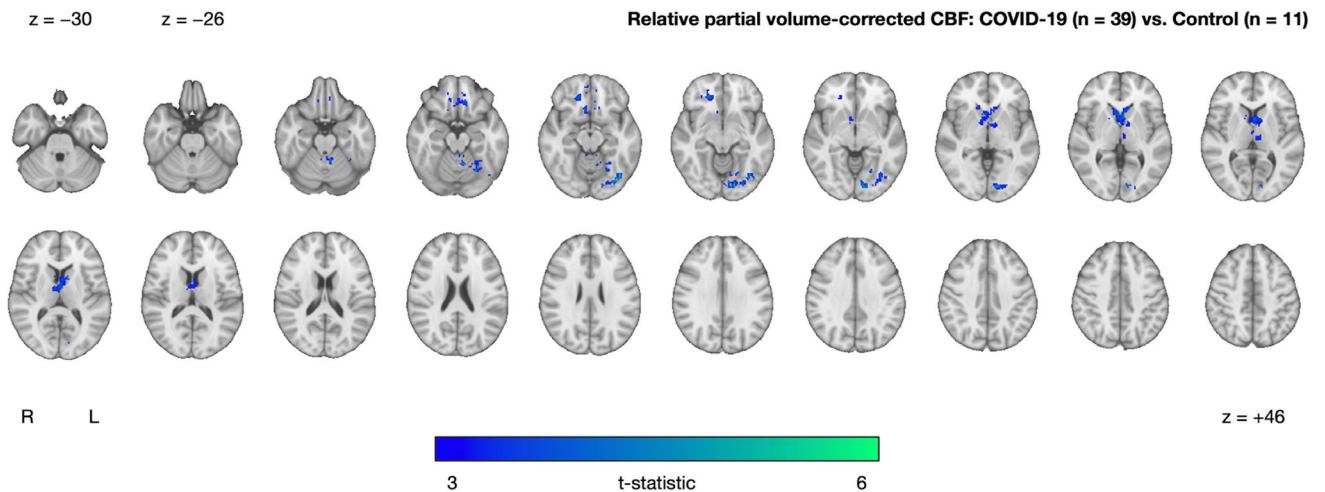 z = −30
z = −26
Relative partial volume-corrected CBF: COVID-19 (n = 39) vs. Control (n = 11)
R
L
z = +46
3
t-statistic
6